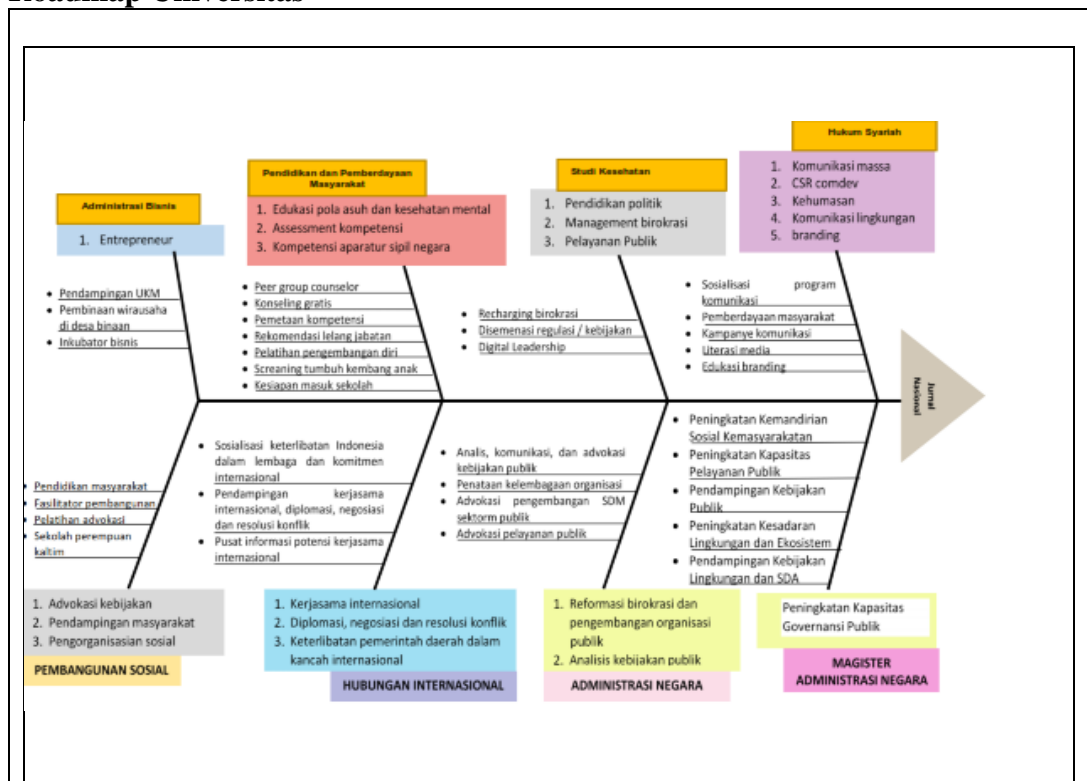 Roadmap Universitas
Hukum Syariah
1. Komunikasi massa
2. CSR comdev
3. Kehumasan
4. Komunikasi lingkungan
5. branding
Pendidikan dan Pemberdayaan
Masyarakat
1. Edukasi pola asuh dan kesehatan mental
2. Assessment kompetensi
3. Kompetensi aparatur sipil negara
Studi Kesehatan
1. Pendidikan politik
2. Management birokrasi
3. Pelayanan Publik
Administrasi Bisnis
1. Entrepreneur
• Pendampingan UKM
• Pembinaan wirausaha
di desa binaan
• Inkubator bisnis
• Peer group counselor
• Konseling gratis
• Pemetaan kompetensi
• Rekomendasi lelang jabatan
• Pelatihan pengembangan diri
• Screaning tumbuh kembang anak
• Kesiapan masuk sekolah
• Recharging birokrasi
• Disemenasi regulasi / kebijakan
• Digital Leadership
• Sosialisasi program
komunikasi
• Pemberdayaan masyarakat
• Kampanye komunikasi
• Literasi media
• Edukasi branding
Jurnal
Nasional
• Pendidikan masyarakat
• Fasilitator pembangunan
• Pelatihan advokasi
• Sekolah perempuan
kaltim
• Sosialisasi keterlibatan Indonesia
dalam lembaga dan komitmen
internasional
• Pendampingan kerjasama
internasional, diplomasi, negosiasi
dan resolusi konflik
• Pusat informasi potensi kerjasama
internasional
• Analis, komunikasi, dan advokasi
kebijakan publik
• Penataan kelembagaan organisasi
• Advokasi pengembangan SDM
sektorm publik
• Advokasi pelayanan publik
• Peningkatan Kemandirian
Sosial Kemasyarakatan
• Peningkatan Kapasitas
Pelayanan Publik
• Pendampingan Kebijakan
Publik
• Peningkatan Kesadaran
Lingkungan dan Ekosistem
• Pendampingan Kebijakan
Lingkungan dan SDA
1. Advokasi kebijakan
2. Pendampingan masyarakat
3. Pengorganisasian sosial
PEMBANGUNAN SOSIAL
1. Kerjasama internasional
2. Diplomasi, negosiasi dan resolusi konflik
3. Keterlibatan pemerintah daerah dalam
kancah internasional
HUBUNGAN INTERNASIONAL
1. Reformasi birokrasi dan
pengembangan organisasi
publik
2. Analisis kebijakan publik
ADMINISTRASI NEGARA
Peningkatan Kapasitas
Governansi Publik
MAGISTER
ADMINISTRASI NEGARA